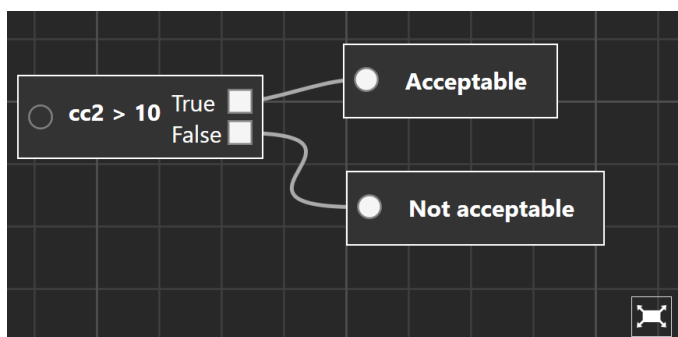 cc2 > 10
True
False
Acceptable
Not acceptable